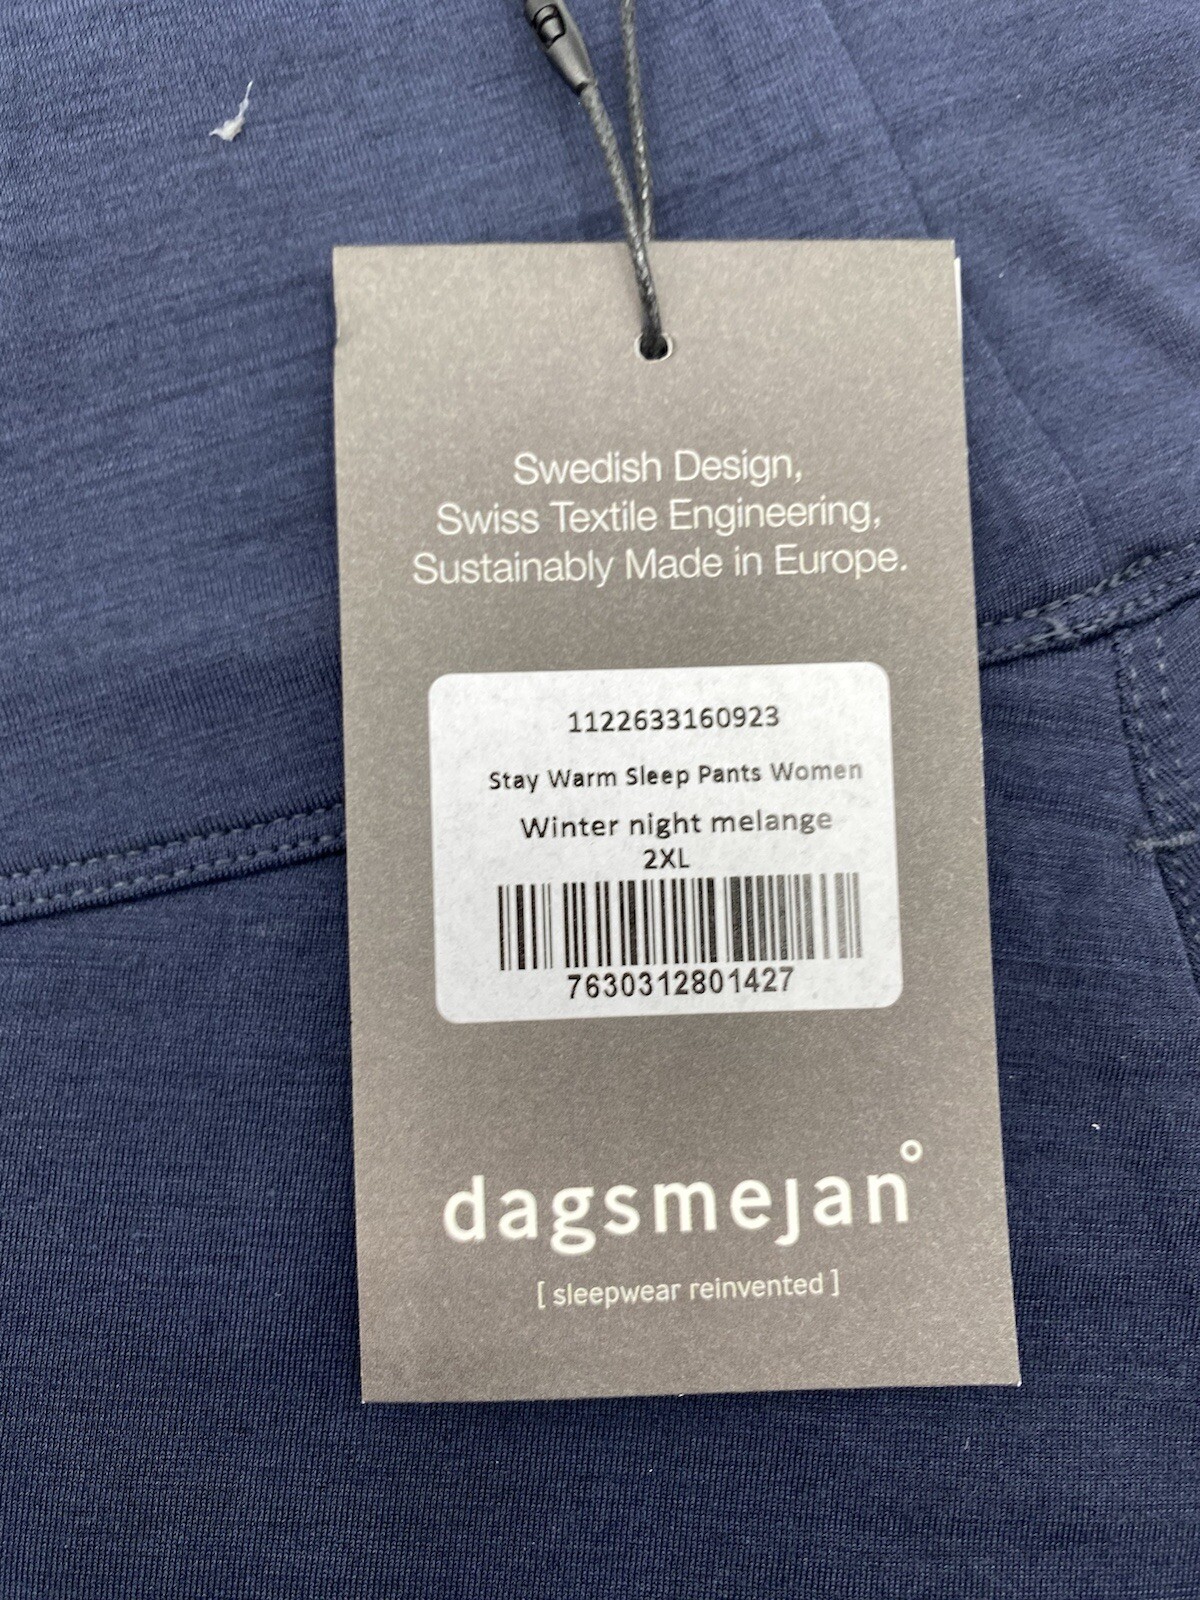 Swedish Design,
Swiss Textile Engineering,
Sustainably Made in Europe.
1122633160923
Stay Warm Sleep Pants Women
Winter night melange
2XL
7630312801427
dagsmejan°
[ sleepwear reinvented ]